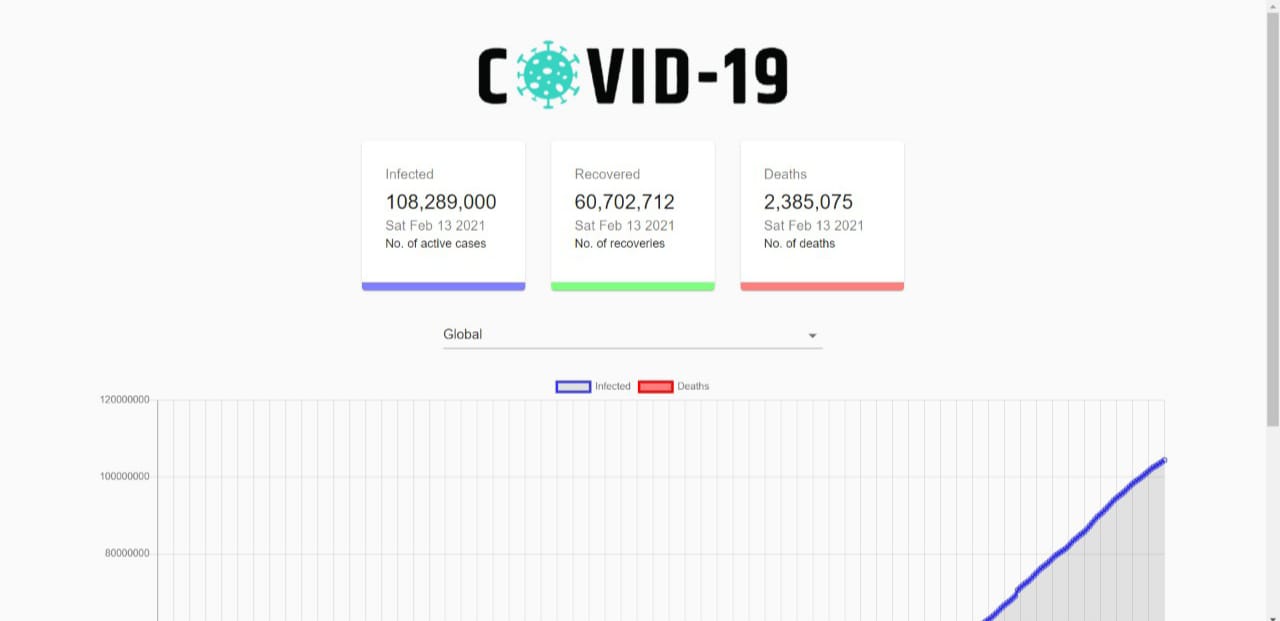 COVID-19
Infected
108,289,000
Sat Feb 13 2021
No. of active cases
Recovered
60,702,712
Sat Feb 13 2021
No. of recoveries
Deaths
2,385,075
Sat Feb 13 2021
No. of deaths
Global
Infected Deaths
120000000
100000000
80000000